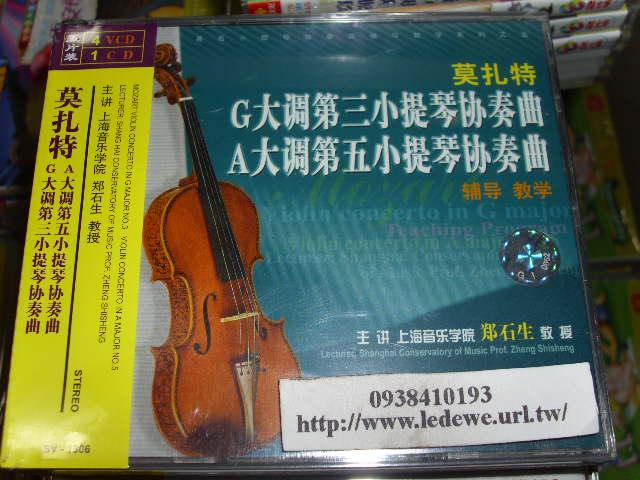 五片装
4 VCD
1 CD
莫扎特
A大调第五小提琴协奏曲
G大调第三小提琴协奏曲
主讲 上海音乐学院 郑石生 教授
MOZART VIOLIN CONCERTO IN G MAJOR NO.3 VIOLIN CONCERTO IN A MAJOR NO.5
LECTURER: SHANGHAI CONSERVATORY OF MUSIC PROF. ZHENG SHISHENG
STEREO
莫扎特
G大调第三小提琴协奏曲
A大调第五小提琴协奏曲
辅导 教学
lin concerto in G major
Teaching Program
主讲 上海音乐学院 郑石生 教授
Lecturer, Shanghai Conservatory of Music Prof. Zheng Shisheng
0938410193
http://www.ledewe.url.tw/